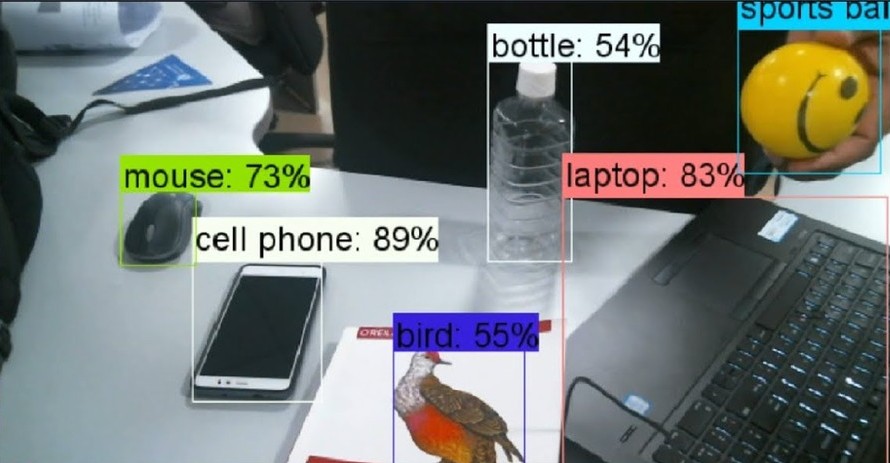 sports bal
bottle: 54%
mouse: 73%
laptop: 83%
cell phone: 89%
bird: 55%